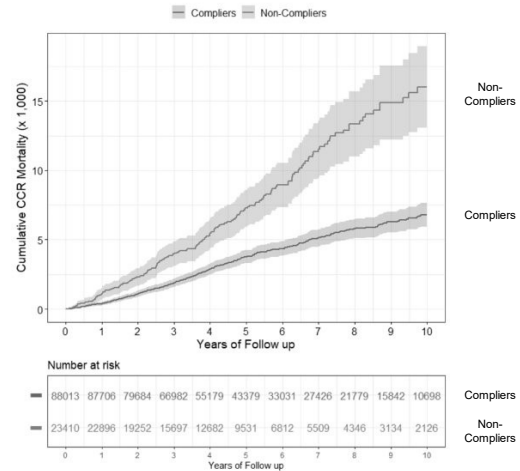 Compliers Non-Compliers
Cumulative CCR Mortality (x 1,000)
15
10
5
0
Non-
Compliers
Compliers
0 1 2 3 4 5 6 7 8 9 10
Years of Follow up
Number at risk
88013 87706 79684 66982 55179 43379 33031 27426 21779 15842 10698
Compliers
23410 22896 19252 15697 12682 9531 6812 5509 4346 3134 2126
Non-
Compliers
0 1 2 3 4 5 6 7 8 9 10
Years of Follow up